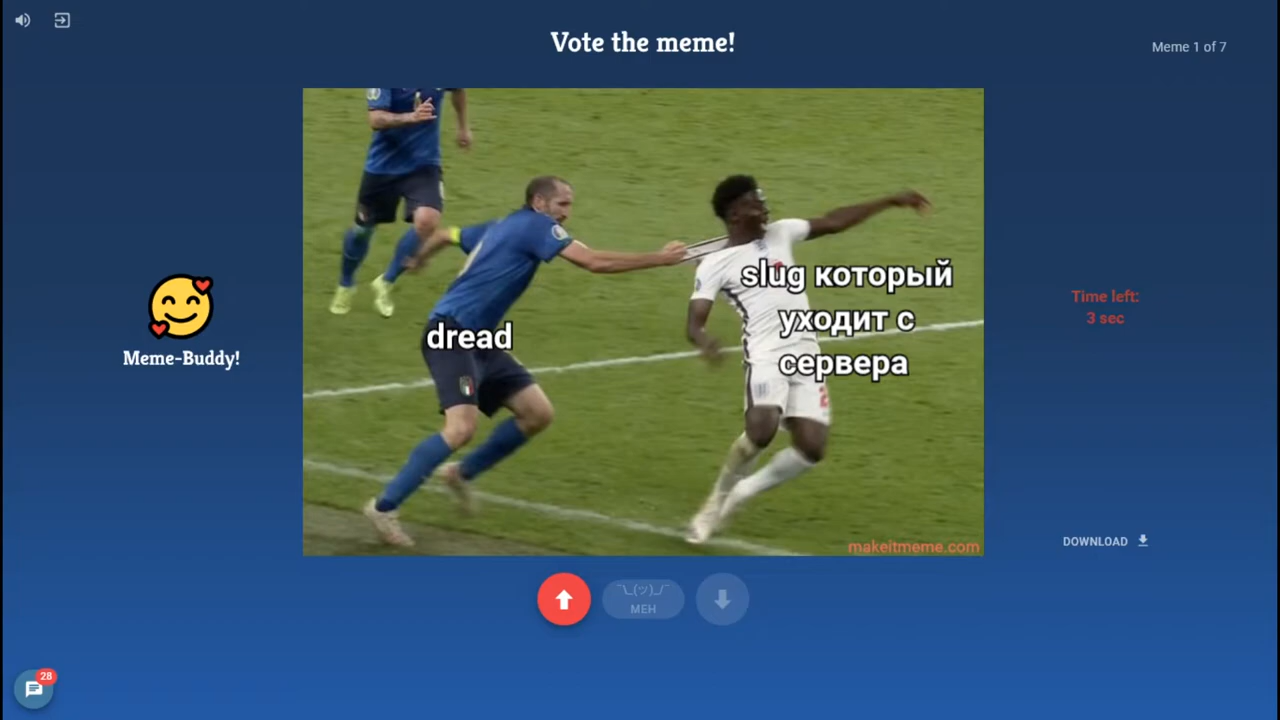 Vote the meme!
Meme 1 of 7
dread
slug который
уходит с
сервера
Meme-Buddy!
Time left:
3 sec
makeitmeme.com
DOWNLOAD
¯\_(ツ)_/¯
MEH
28